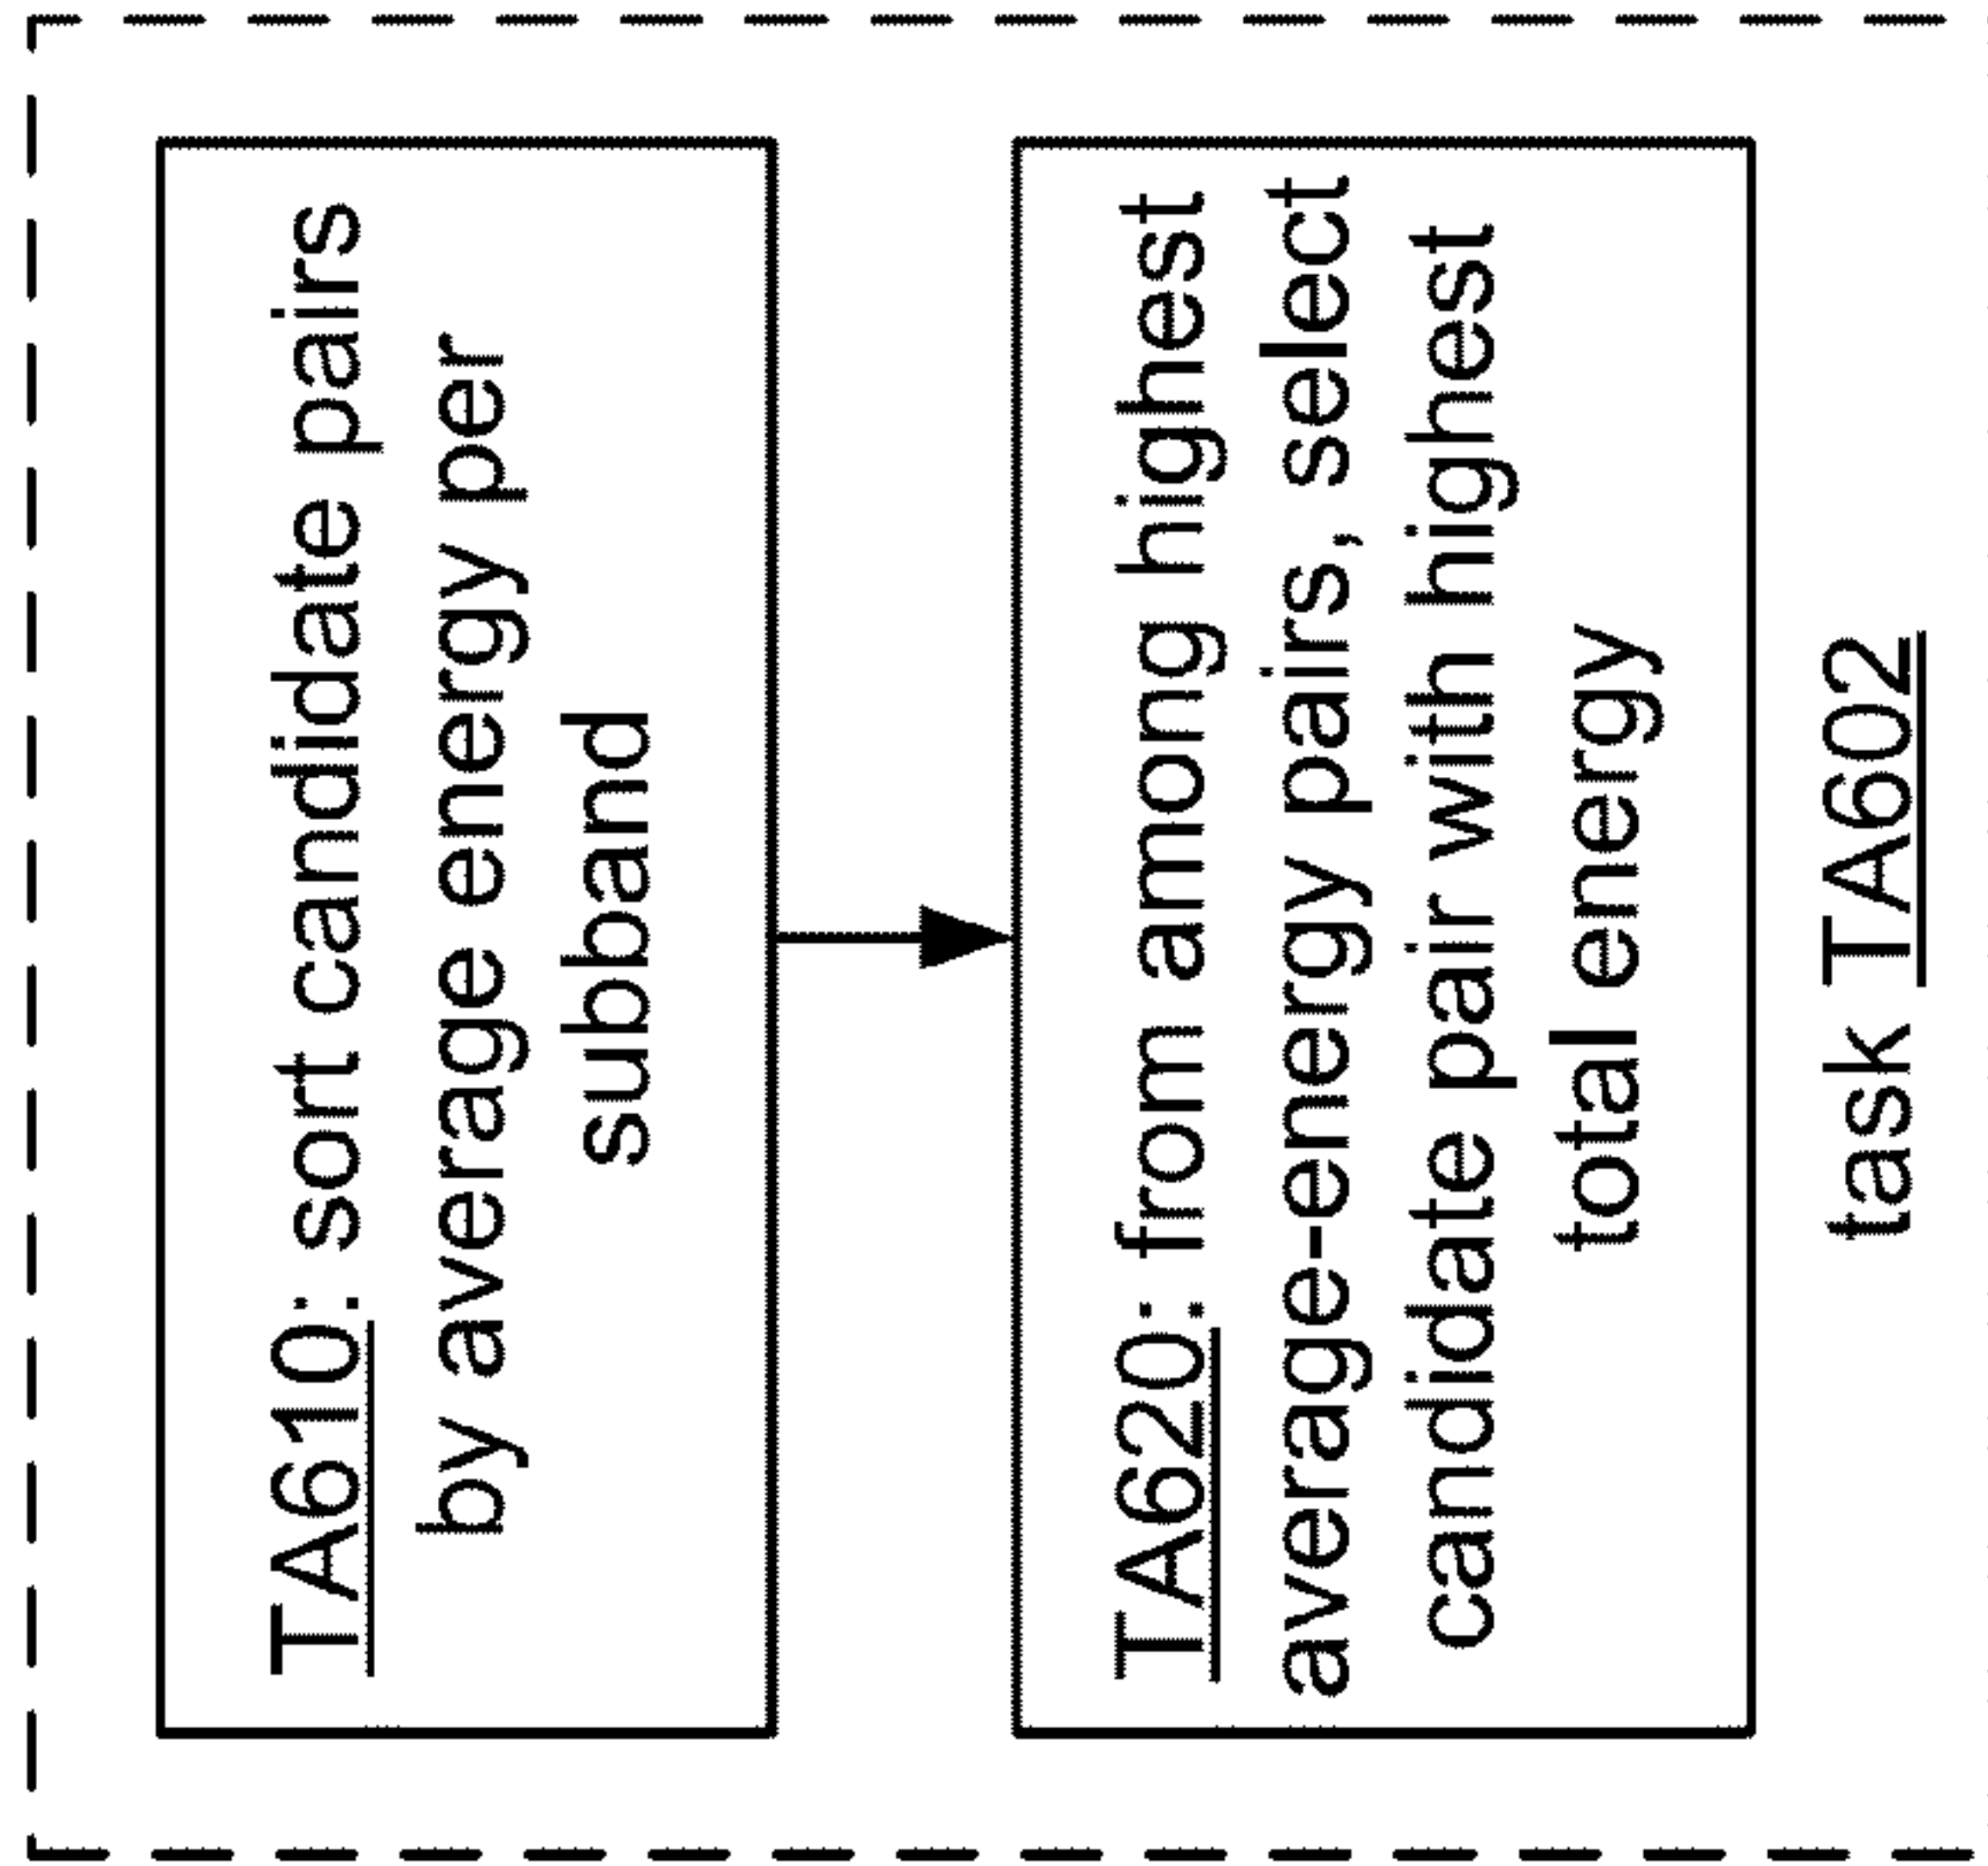 TA610: sort candidate pairs
by average energy per
subband
TA620: from among highest
average-energy pairs, select
candidate pair with highest
total energy
task TA602